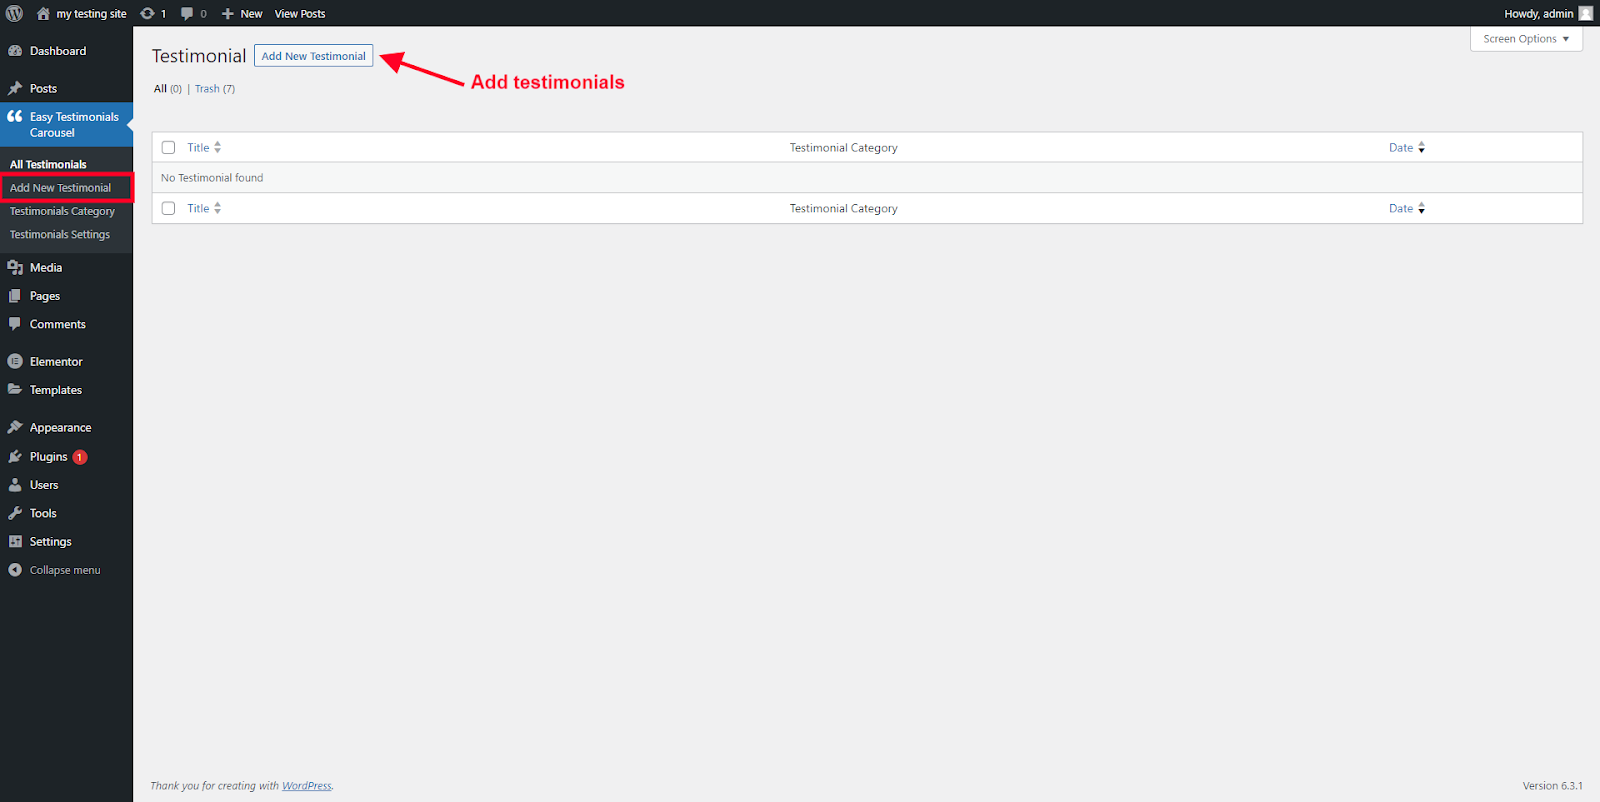 my testing site 1 0 New View Posts Howdy, admin
Screen Options
Dashboard
Posts
Easy Testimonials
Carousel
All Testimonials
Add New Testimonial
Testimonials Category
Testimonials Settings
Media
Pages
Comments
Elementor
Templates
Appearance
Plugins 1
Users
Tools
Settings
Collapse menu
Testimonial Add New Testimonial
Add testimonials
All (0) | Trash (7)
Title Testimonial Category Date
No Testimonial found
Title Testimonial Category Date
Thank you for creating with WordPress. Version 6.3.1